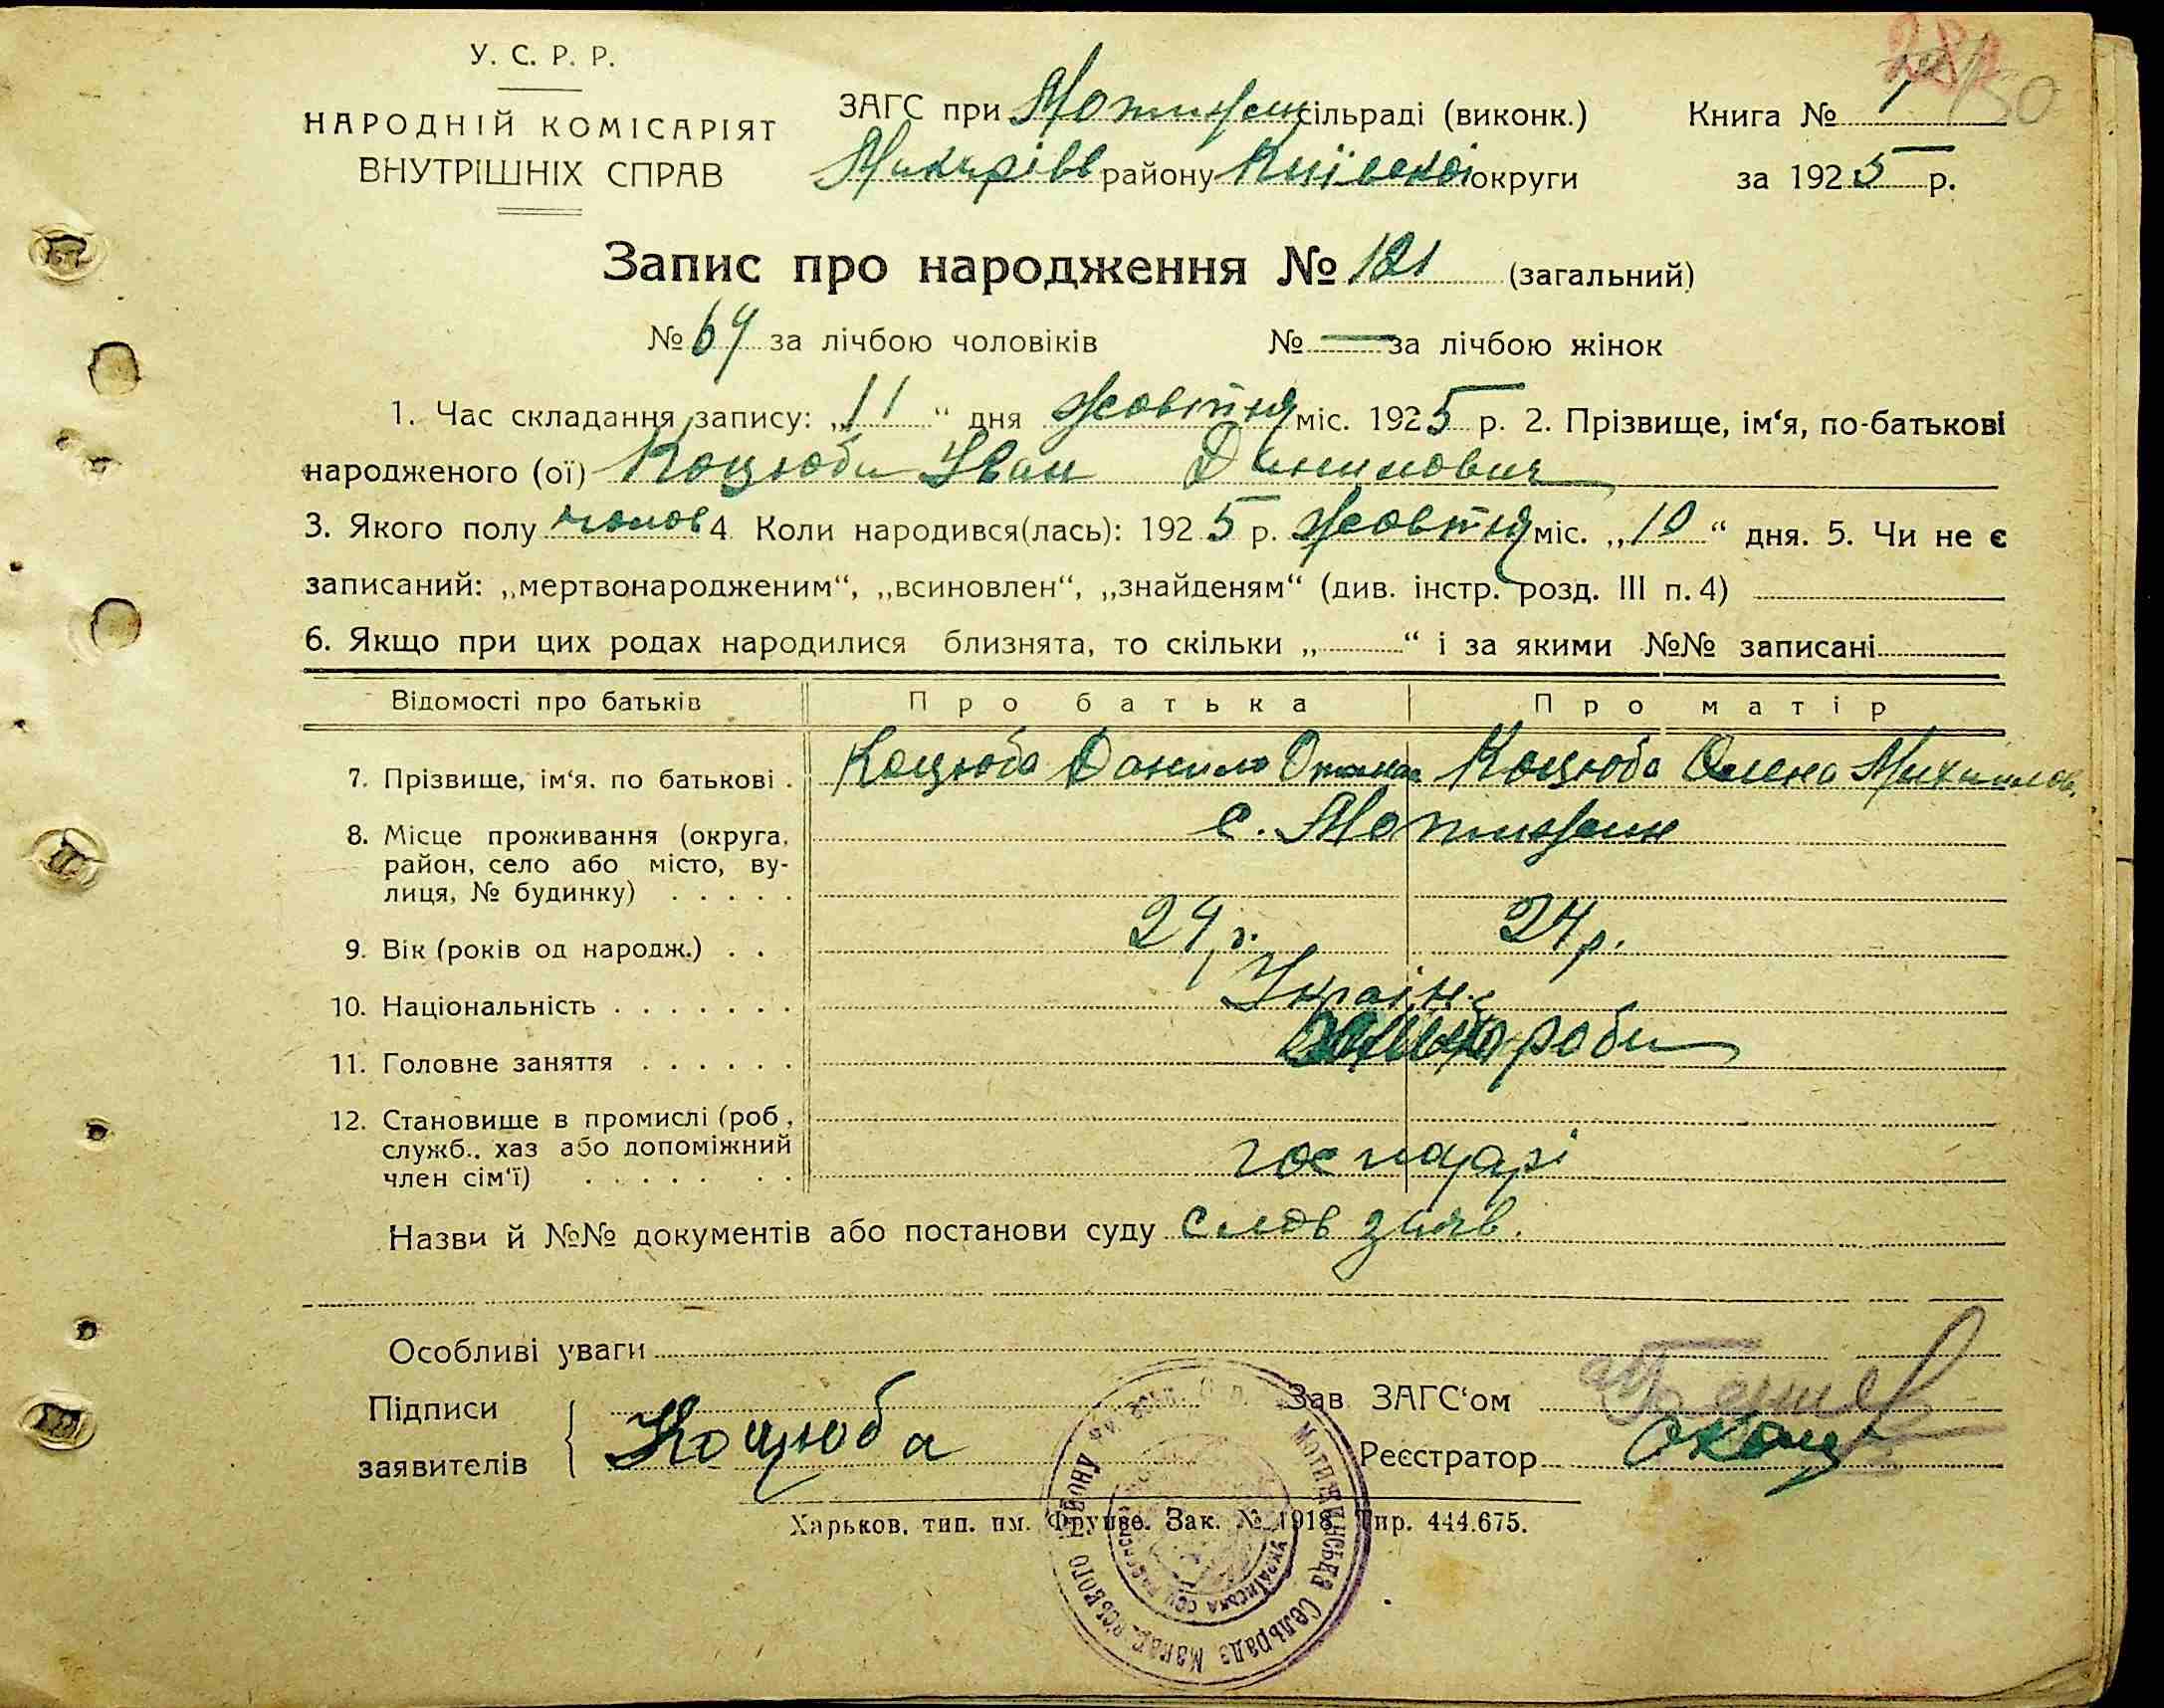 У. С. Р. Р.
НАРОДНІЙ КОМІСАРІЯТ
ВНУТРІШНІХ СПРАВ
ЗАГС при Мотижин сільраді (виконк.)
Макарівв району Київської округи
Книга № 1
за 1925 р.
Запис про народження № 121 (загальний)
№ 64 за лічбою чоловіків № — за лічбою жінок
1. Час складання запису: „11“ дня жовтня міс. 1925 р. 2. Прізвище, ім‘я, по-батькові
народженого (ої) Коцюба Іван Данилович
3. Якого полу чолов 4. Коли народився(лась): 1925 р. жовтня міс. „10“ дня. 5. Чи не є
записаний: „мертвонародженим“, „всиновлен“, „знайденям“ (див. інстр. розд. III п. 4)
6. Якщо при цих родах народилися близнята, то скільки „ “ і за якими №№ записані
Відомості про батьків Про батька Про матір
7. Прізвище, ім‘я. по батькові . Коцюба Данило Коцюба Олена Михайлов.
8. Місце проживання (округа, с. Мотижин
район, село або місто, ву-
лиця, № будинку) . . . . .
9. Вік (років од народж.) . . 24 р. 24 р.
10. Національність . . . . . . . Україн.
11. Головне заняття . . . . . .
12. Становище в промислі (роб,
служб.. хаз або допоміжний господарі
член сім‘ї) . . . . . . .
Назви й №№ документів або постанови суду слов заяв.
Особливі уваги
Підписи
заявителів Коцюба
Зав ЗАГС‘ом
Реєстратор
Харьков. тип. им. Фрунзе. Зак. № 1918. Тир. 444.675.